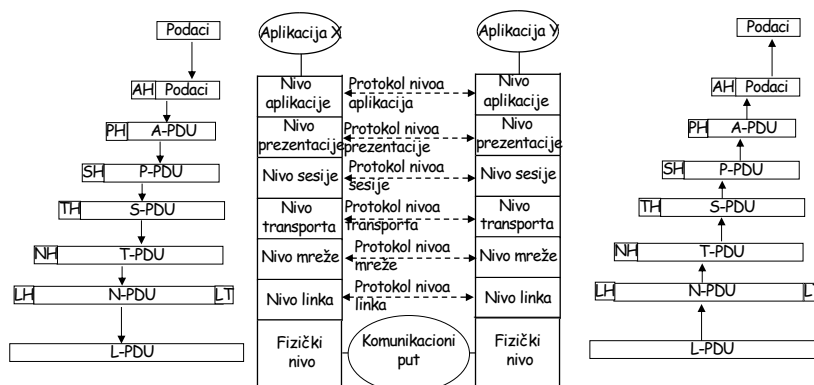 Podaci
Aplikacija X
Aplikacija Y
Podaci
AH Podaci
Nivo aplikacije
Protokol nivoa aplikacija
Nivo aplikacije
AH Podaci
PH A-PDU
Nivo prezentacije
Protokol nivoa prezentacije
Nivo prezentacije
PH A-PDU
SH P-PDU
Nivo sesije
Protokol nivoa sesije
Nivo sesije
SH P-PDU
TH S-PDU
Nivo transporta
Protokol nivoa transporta
Nivo transporta
TH S-PDU
NH T-PDU
Nivo mreže
Protokol nivoa mreže
Nivo mreže
NH T-PDU
LH N-PDU LT
Nivo linka
Protokol nivoa linka
Nivo linka
LH N-PDU
L-PDU
Fizički nivo
Komunikacioni put
Fizički nivo
L-PDU